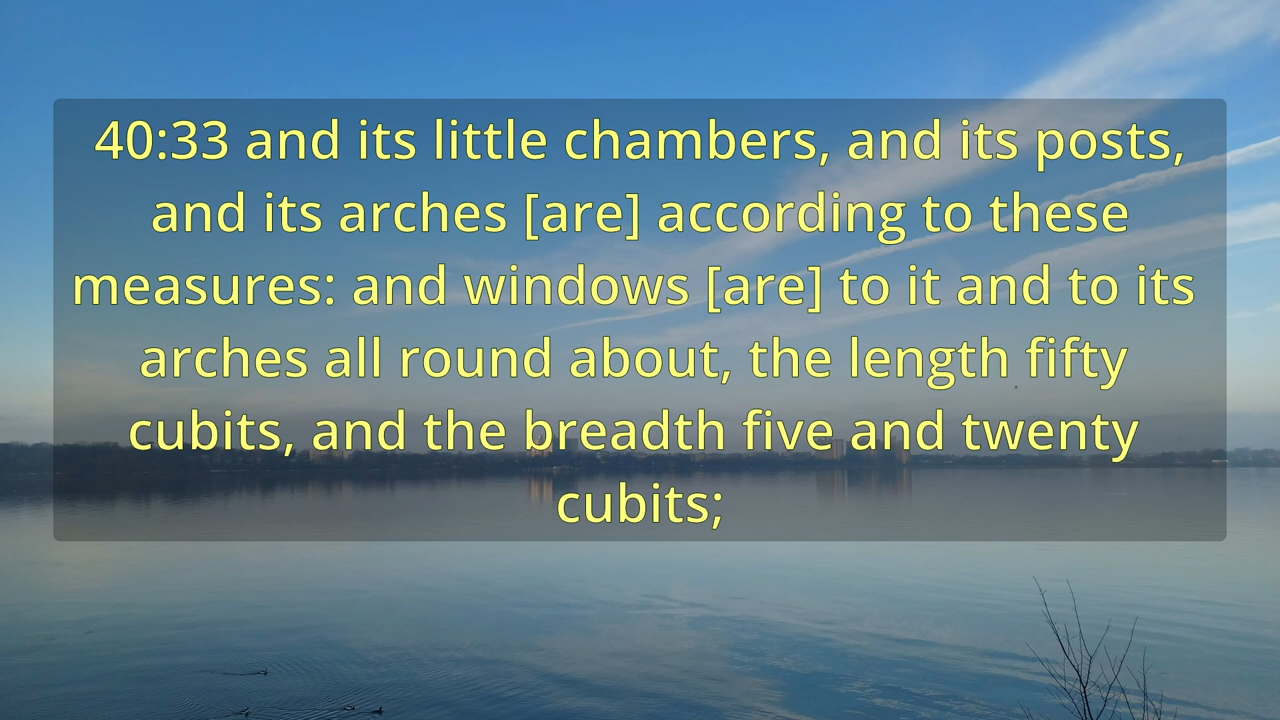 40:33 and its little chambers, and its posts,
and its arches [are] according to these
measures: and windows [are] to it and to its
arches all round about, the length fifty
cubits, and the breadth five and twenty
cubits;